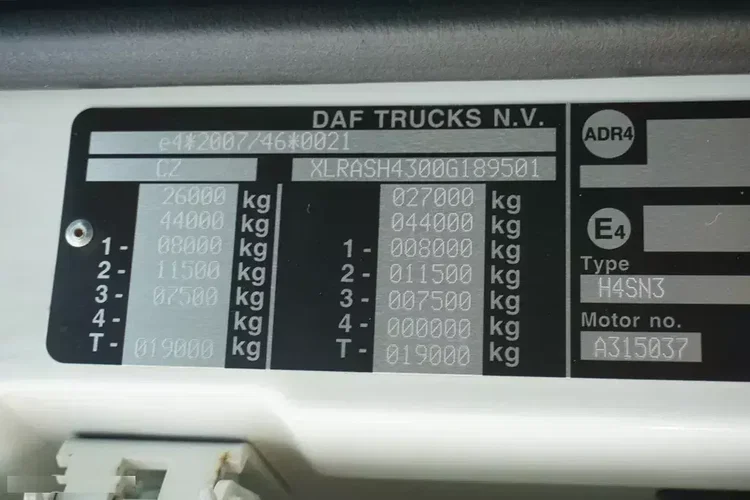 DAF TRUCKS N.V.
e4*2007/46*0021
CZ XLRASH4300G189501
26000 kg 027000 kg
44000 kg 044000 kg
1- 08000 kg 1- 008000 kg
2- 11500 kg 2- 011500 kg
3- 07500 kg 3- 007500 kg
4- kg 4- 000000 kg
T- 019000 kg T- 019000 kg
ADR4
E4
Type
H4SN3
Motor no.
A315037